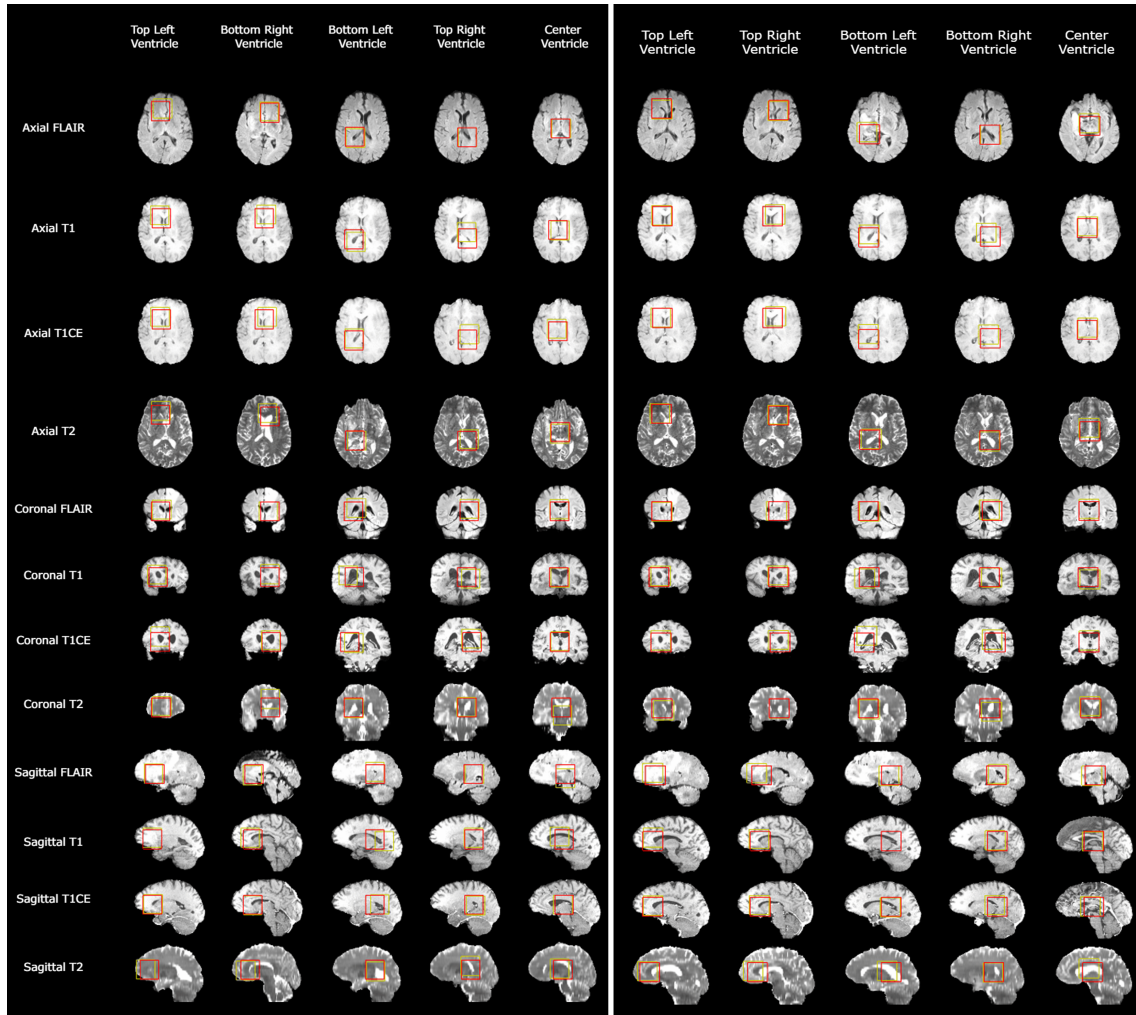 Top Left
Ventricle
Bottom Right
Ventricle
Bottom Left
Ventricle
Top Right
Ventricle
Center
Ventricle
Top Left
Ventricle
Top Right
Ventricle
Bottom Left
Ventricle
Bottom Right
Ventricle
Center
Ventricle
Axial FLAIR
Axial T1
Axial T1CE
Axial T2
Coronal FLAIR
Coronal T1
Coronal T1CE
Coronal T2
Sagittal FLAIR
Sagittal T1
Sagittal T1CE
Sagittal T2